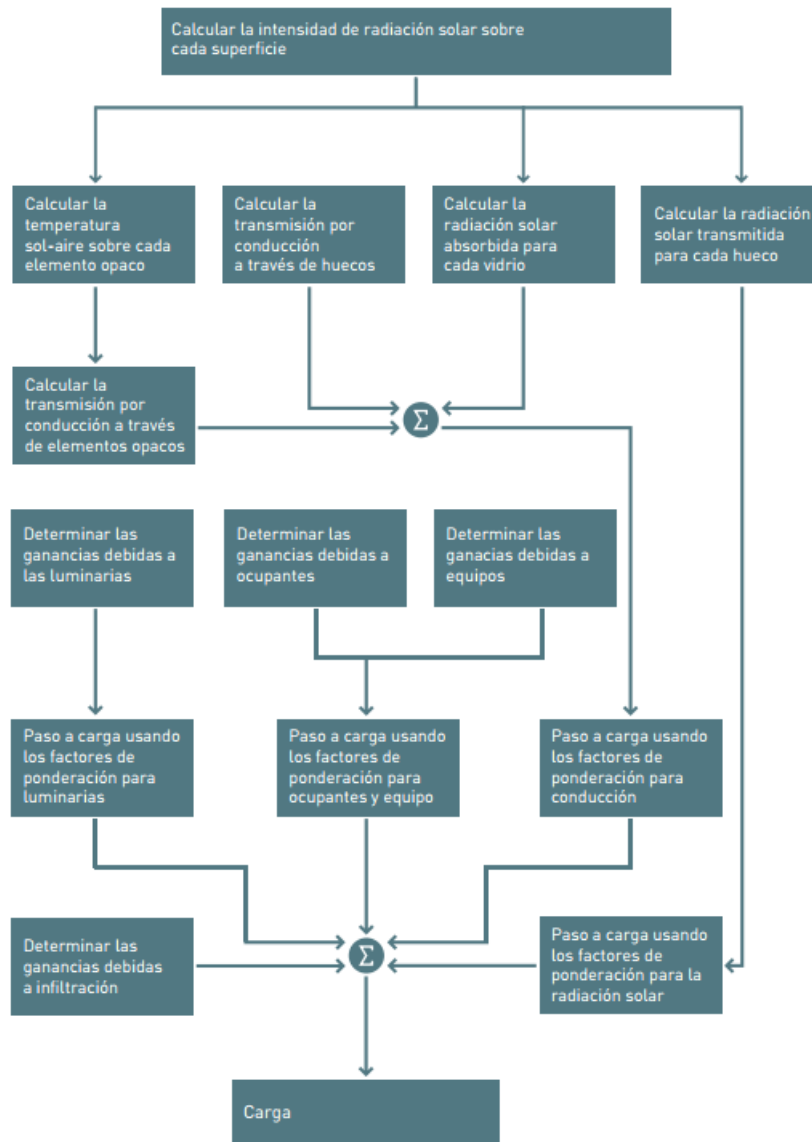 Calcular la intensidad de radiación solar sobre
cada superficie
Calcular la
temperatura
sol-aire sobre cada
elemento opaco
Calcular la
transmisión por
conducción
a través de huecos
Calcular la
radiación solar
absorbida para
cada vidrio
Calcular la radiación
solar transmitida
para cada hueco
Calcular la
transmisión por
conducción a través
de elementos opacos
Σ
Determinar las
ganancias debidas a
las luminarias
Determinar las
ganancias debidas a
ocupantes
Determinar las
ganacias debidas a
equipos
Paso a carga usando
los factores de
ponderación para
luminarias
Paso a carga usando
los factores de
ponderación para
ocupantes y equipo
Paso a carga usando
los factores de
ponderación para
conducción
Determinar las
ganancias debidas
a infiltración
Σ
Paso a carga usando
los factores de
ponderación para la
radiación solar
Carga